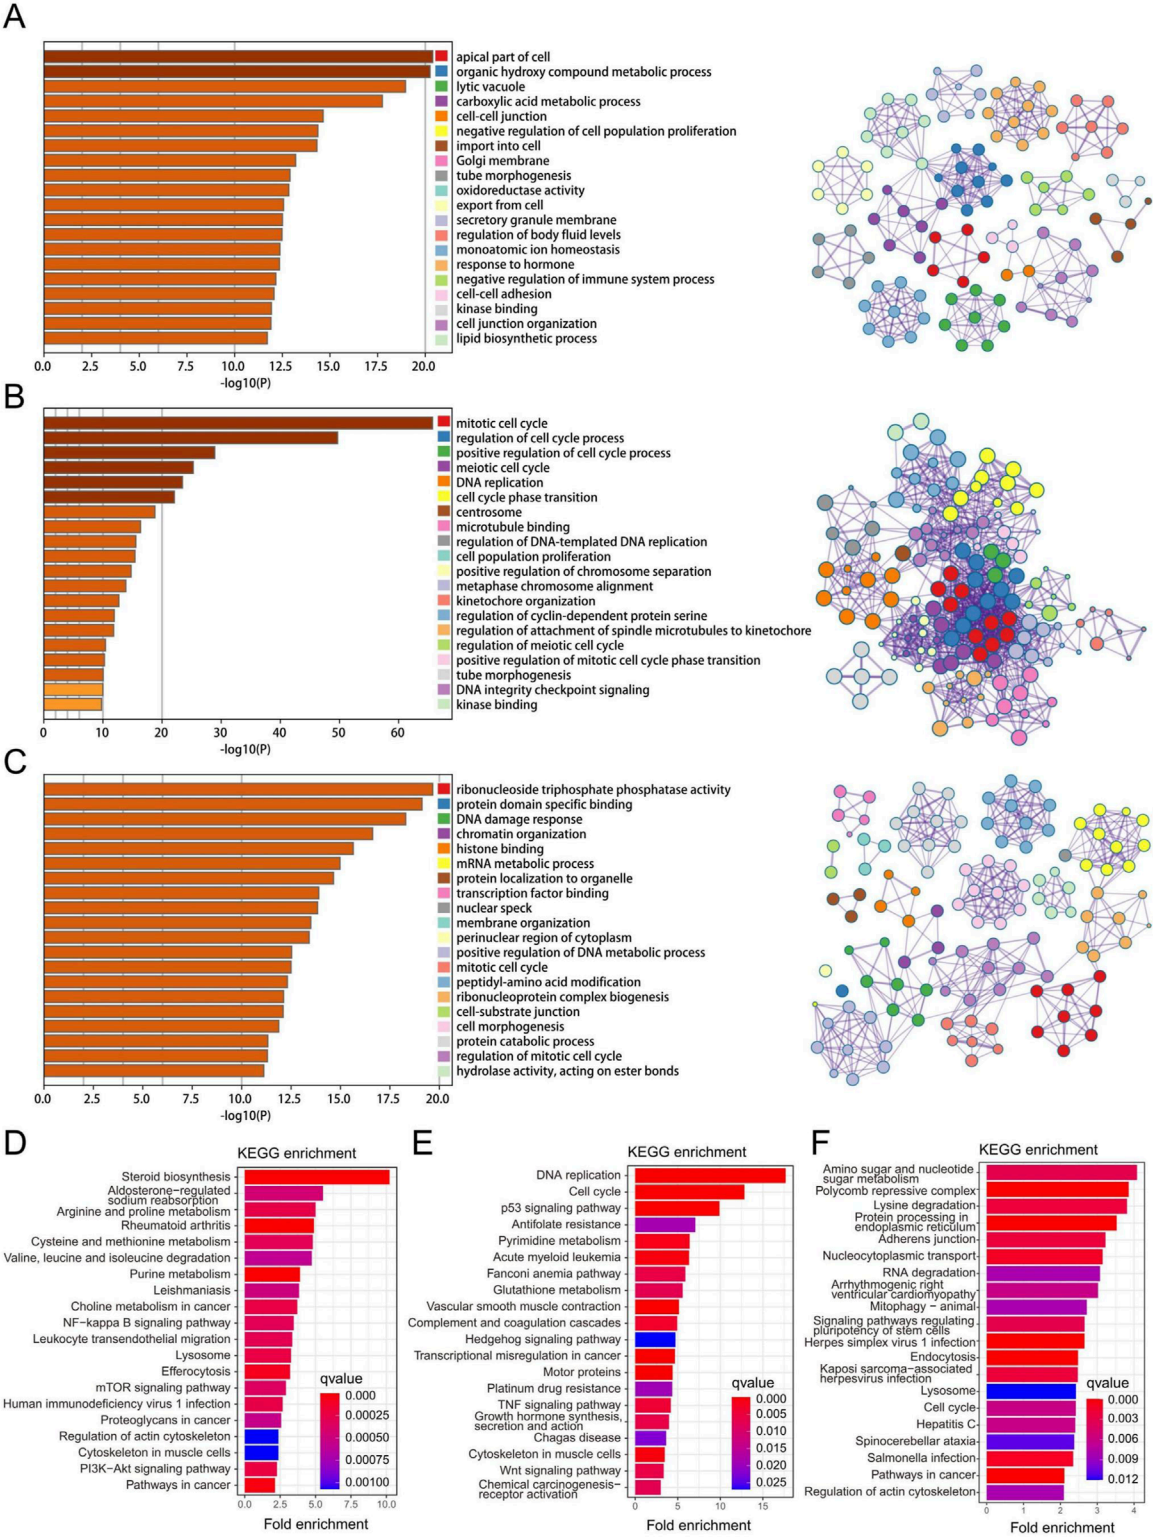 A
apical part of cell
organic hydroxy compound metabolic process
lytic vacuole
carboxylic acid metabolic process
cell-cell junction
negative regulation of cell population proliferation
import into cell
Golgi membrane
tube morphogenesis
oxidoreductase activity
export from cell
secretory granule membrane
regulation of body fluid levels
monoatomic ion homeostasis
response to hormone
negative regulation of immune system process
cell-cell adhesion
kinase binding
cell junction organization
lipid biosynthetic process
0.0 2.5 5.0 7.5 10.0 12.5 15.0 17.5 20.0
-log10(P)
B
mitotic cell cycle
regulation of cell cycle process
positive regulation of cell cycle process
meiotic cell cycle
DNA replication
cell cycle phase transition
centrosome
microtubule binding
regulation of DNA-templated DNA replication
cell population proliferation
positive regulation of chromosome separation
metaphase chromosome alignment
kinetochore organization
regulation of cyclin-dependent protein serine
regulation of attachment of spindle microtubules to kinetochore
regulation of meiotic cell cycle
positive regulation of mitotic cell cycle phase transition
tube morphogenesis
DNA integrity checkpoint signaling
kinase binding
0 10 20 30 40 50 60
-log10(P)
C
ribonucleoside triphosphate phosphatase activity
protein domain specific binding
DNA damage response
chromatin organization
histone binding
mRNA metabolic process
protein localization to organelle
transcription factor binding
nuclear speck
membrane organization
perinuclear region of cytoplasm
positive regulation of DNA metabolic process
mitotic cell cycle
peptidyl-amino acid modification
ribonucleoprotein complex biogenesis
cell-substrate junction
cell morphogenesis
protein catabolic process
regulation of mitotic cell cycle
hydrolase activity, acting on ester bonds
0.0 2.5 5.0 7.5 10.0 12.5 15.0 17.5 20.0
-log10(P)
D
KEGG enrichment
Steroid biosynthesis
Aldosterone−regulated
sodium reabsorption
Arginine and proline metabolism
Rheumatoid arthritis
Cysteine and methionine metabolism
Valine, leucine and isoleucine degradation
Purine metabolism
Leishmaniasis
Choline metabolism in cancer
NF−kappa B signaling pathway
Leukocyte transendothelial migration
Lysosome
Efferocytosis
mTOR signaling pathway
Human immunodeficiency virus 1 infection
Proteoglycans in cancer
Regulation of actin cytoskeleton
Cytoskeleton in muscle cells
PI3K−Akt signaling pathway
Pathways in cancer
qvalue
0.000
0.00025
0.00050
0.00075
0.00100
0.0 2.5 5.0 7.5 10.0
Fold enrichment
E
KEGG enrichment
DNA replication
Cell cycle
p53 signaling pathway
Antifolate resistance
Pyrimidine metabolism
Acute myeloid leukemia
Fanconi anemia pathway
Glutathione metabolism
Vascular smooth muscle contraction
Complement and coagulation cascades
Hedgehog signaling pathway
Transcriptional misregulation in cancer
Motor proteins
Platinum drug resistance
TNF signaling pathway
Growth hormone synthesis,
secretion and action
Chagas disease
Cytoskeleton in muscle cells
Wnt signaling pathway
Chemical carcinogenesis−
receptor activation
qvalue
0.000
0.005
0.010
0.015
0.020
0.025
0 5 10 15
Fold enrichment
F
KEGG enrichment
Amino sugar and nucleotide
sugar metabolism
Polycomb repressive complex
Lysine degradation
Protein processing in
endoplasmic reticulum
Adherens junction
Nucleocytoplasmic transport
RNA degradation
Arrhythmogenic right
ventricular cardiomyopathy
Mitophagy − animal
Signaling pathways regulating
pluripotency of stem cells
Herpes simplex virus 1 infection
Endocytosis
Kaposi sarcoma−associated
herpesvirus infection
Lysosome
Cell cycle
Hepatitis C
Spinocerebellar ataxia
Salmonella infection
Pathways in cancer
Regulation of actin cytoskeleton
qvalue
0.000
0.003
0.006
0.009
0.012
0 1 2 3 4
Fold enrichment